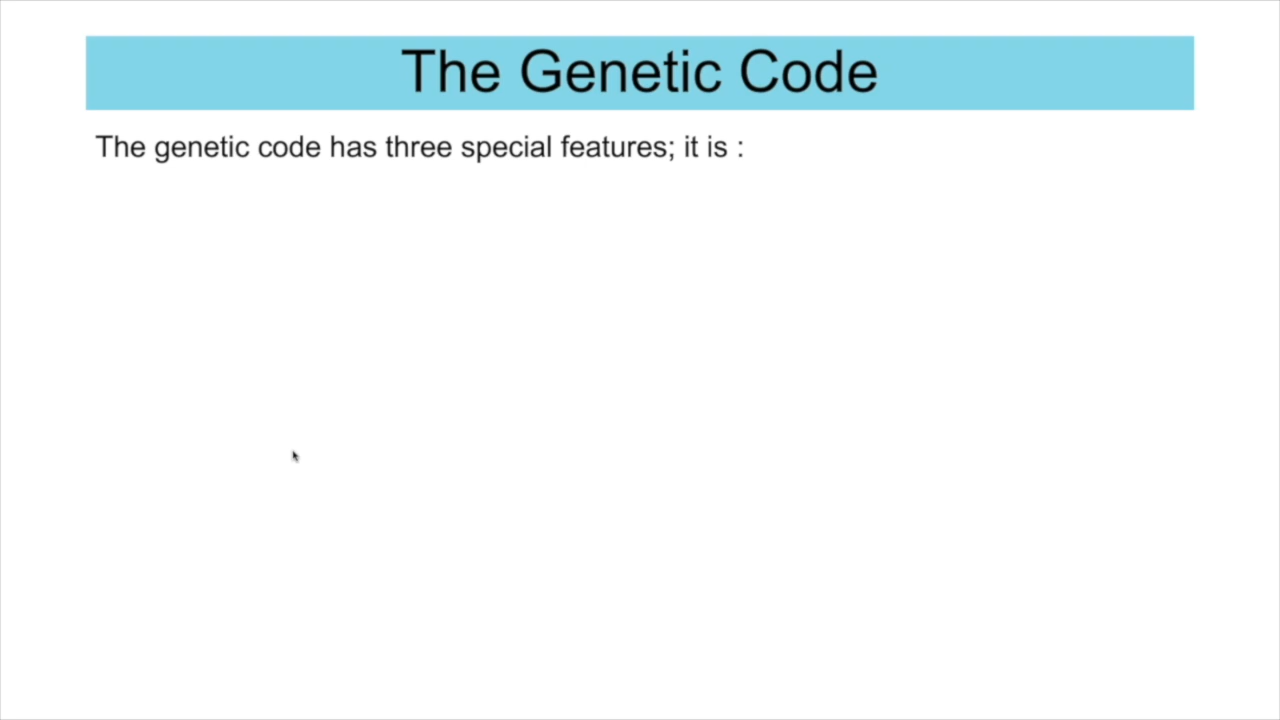 The Genetic Code
The genetic code has three special features; it is :